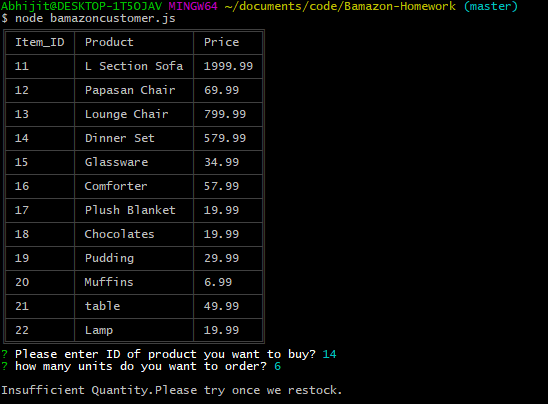 Abhijit@DESKTOP-1T5OJAV MINGW64 ~/documents/code/Bamazon-Homework (master)
$ node bamazoncustomer.js
Item_ID Product Price
11 L Section Sofa 1999.99
12 Papasan Chair 69.99
13 Lounge Chair 799.99
14 Dinner Set 579.99
15 Glassware 34.99
16 Comforter 57.99
17 Plush Blanket 19.99
18 Chocolates 19.99
19 Pudding 29.99
20 Muffins 6.99
21 table 49.99
22 Lamp 19.99
? Please enter ID of product you want to buy? 14
? how many units do you want to order? 6
Insufficient Quantity.Please try once we restock.